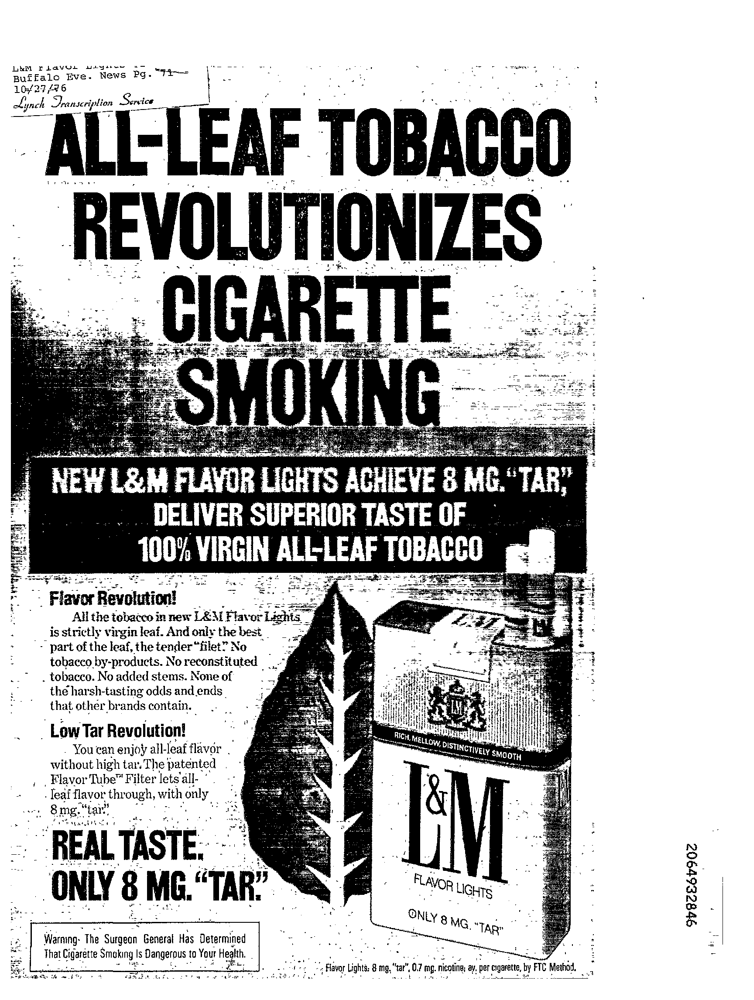 L&M Flavor Lights
Buffalo Eve. News Pg. 71
10/27/76
Lynch Transcription Service
ALL-LEAF TOBACCO
REVOLUTIONIZES
CIGARETTE
SMOKING
NEW L&M FLAVOR LIGHTS ACHIEVE 8 MG. "TAR,"
DELIVER SUPERIOR TASTE OF
100% VIRGIN ALL-LEAF TOBACCO
Flavor Revolution!
All the tobacco in new L&M Flavor Lights
is strictly virgin leaf. And only the best
part of the leaf, the tender "filet." No
tobacco by-products. No reconstituted
tobacco. No added stems. None of
the harsh-tasting odds and ends
that other brands contain.
Low Tar Revolution!
You can enjoy all-leaf flavor
without high tar. The patented
Flavor Tube™ Filter lets all-
leaf flavor through, with only
8 mg. "tar."
REAL TASTE.
ONLY 8 MG. "TAR."
L&M
RICH, MELLOW, DISTINCTIVELY SMOOTH
L&M
FLAVOR LIGHTS
ONLY 8 MG. "TAR"
Warning: The Surgeon General Has Determined
That Cigarette Smoking Is Dangerous to Your Health.
Flavor Lights: 8 mg. "tar", 0.7 mg. nicotine; av. per cigarette, by FTC Method.
2064932846